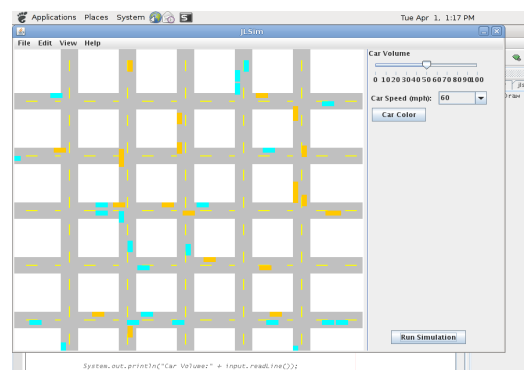 Applications Places System
Tue Apr 1, 1:17 PM
JLSim
File Edit View Help
Car Volume
0 10 20 30 40 50 60 70 80 90 100
Car Speed (mph): 60
Car Color
Run Simulation
System.out.println("Car Volume:" + input.readLine());